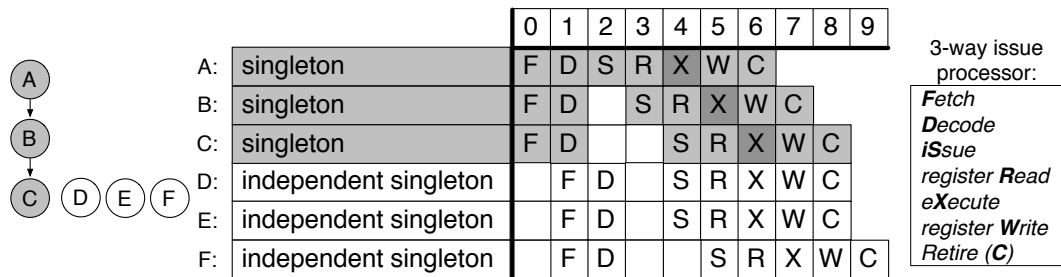 0 1 2 3 4 5 6 7 8 9
A: singleton F D S R X W C
B: singleton F D S R X W C
C: singleton F D S R X W C
D: independent singleton F D S R X W C
E: independent singleton F D S R X W C
F: independent singleton F D S R X W C
A
B
C D E F
3-way issue
processor:
Fetch
Decode
iSsue
register Read
eXecute
register Write
Retire (C)